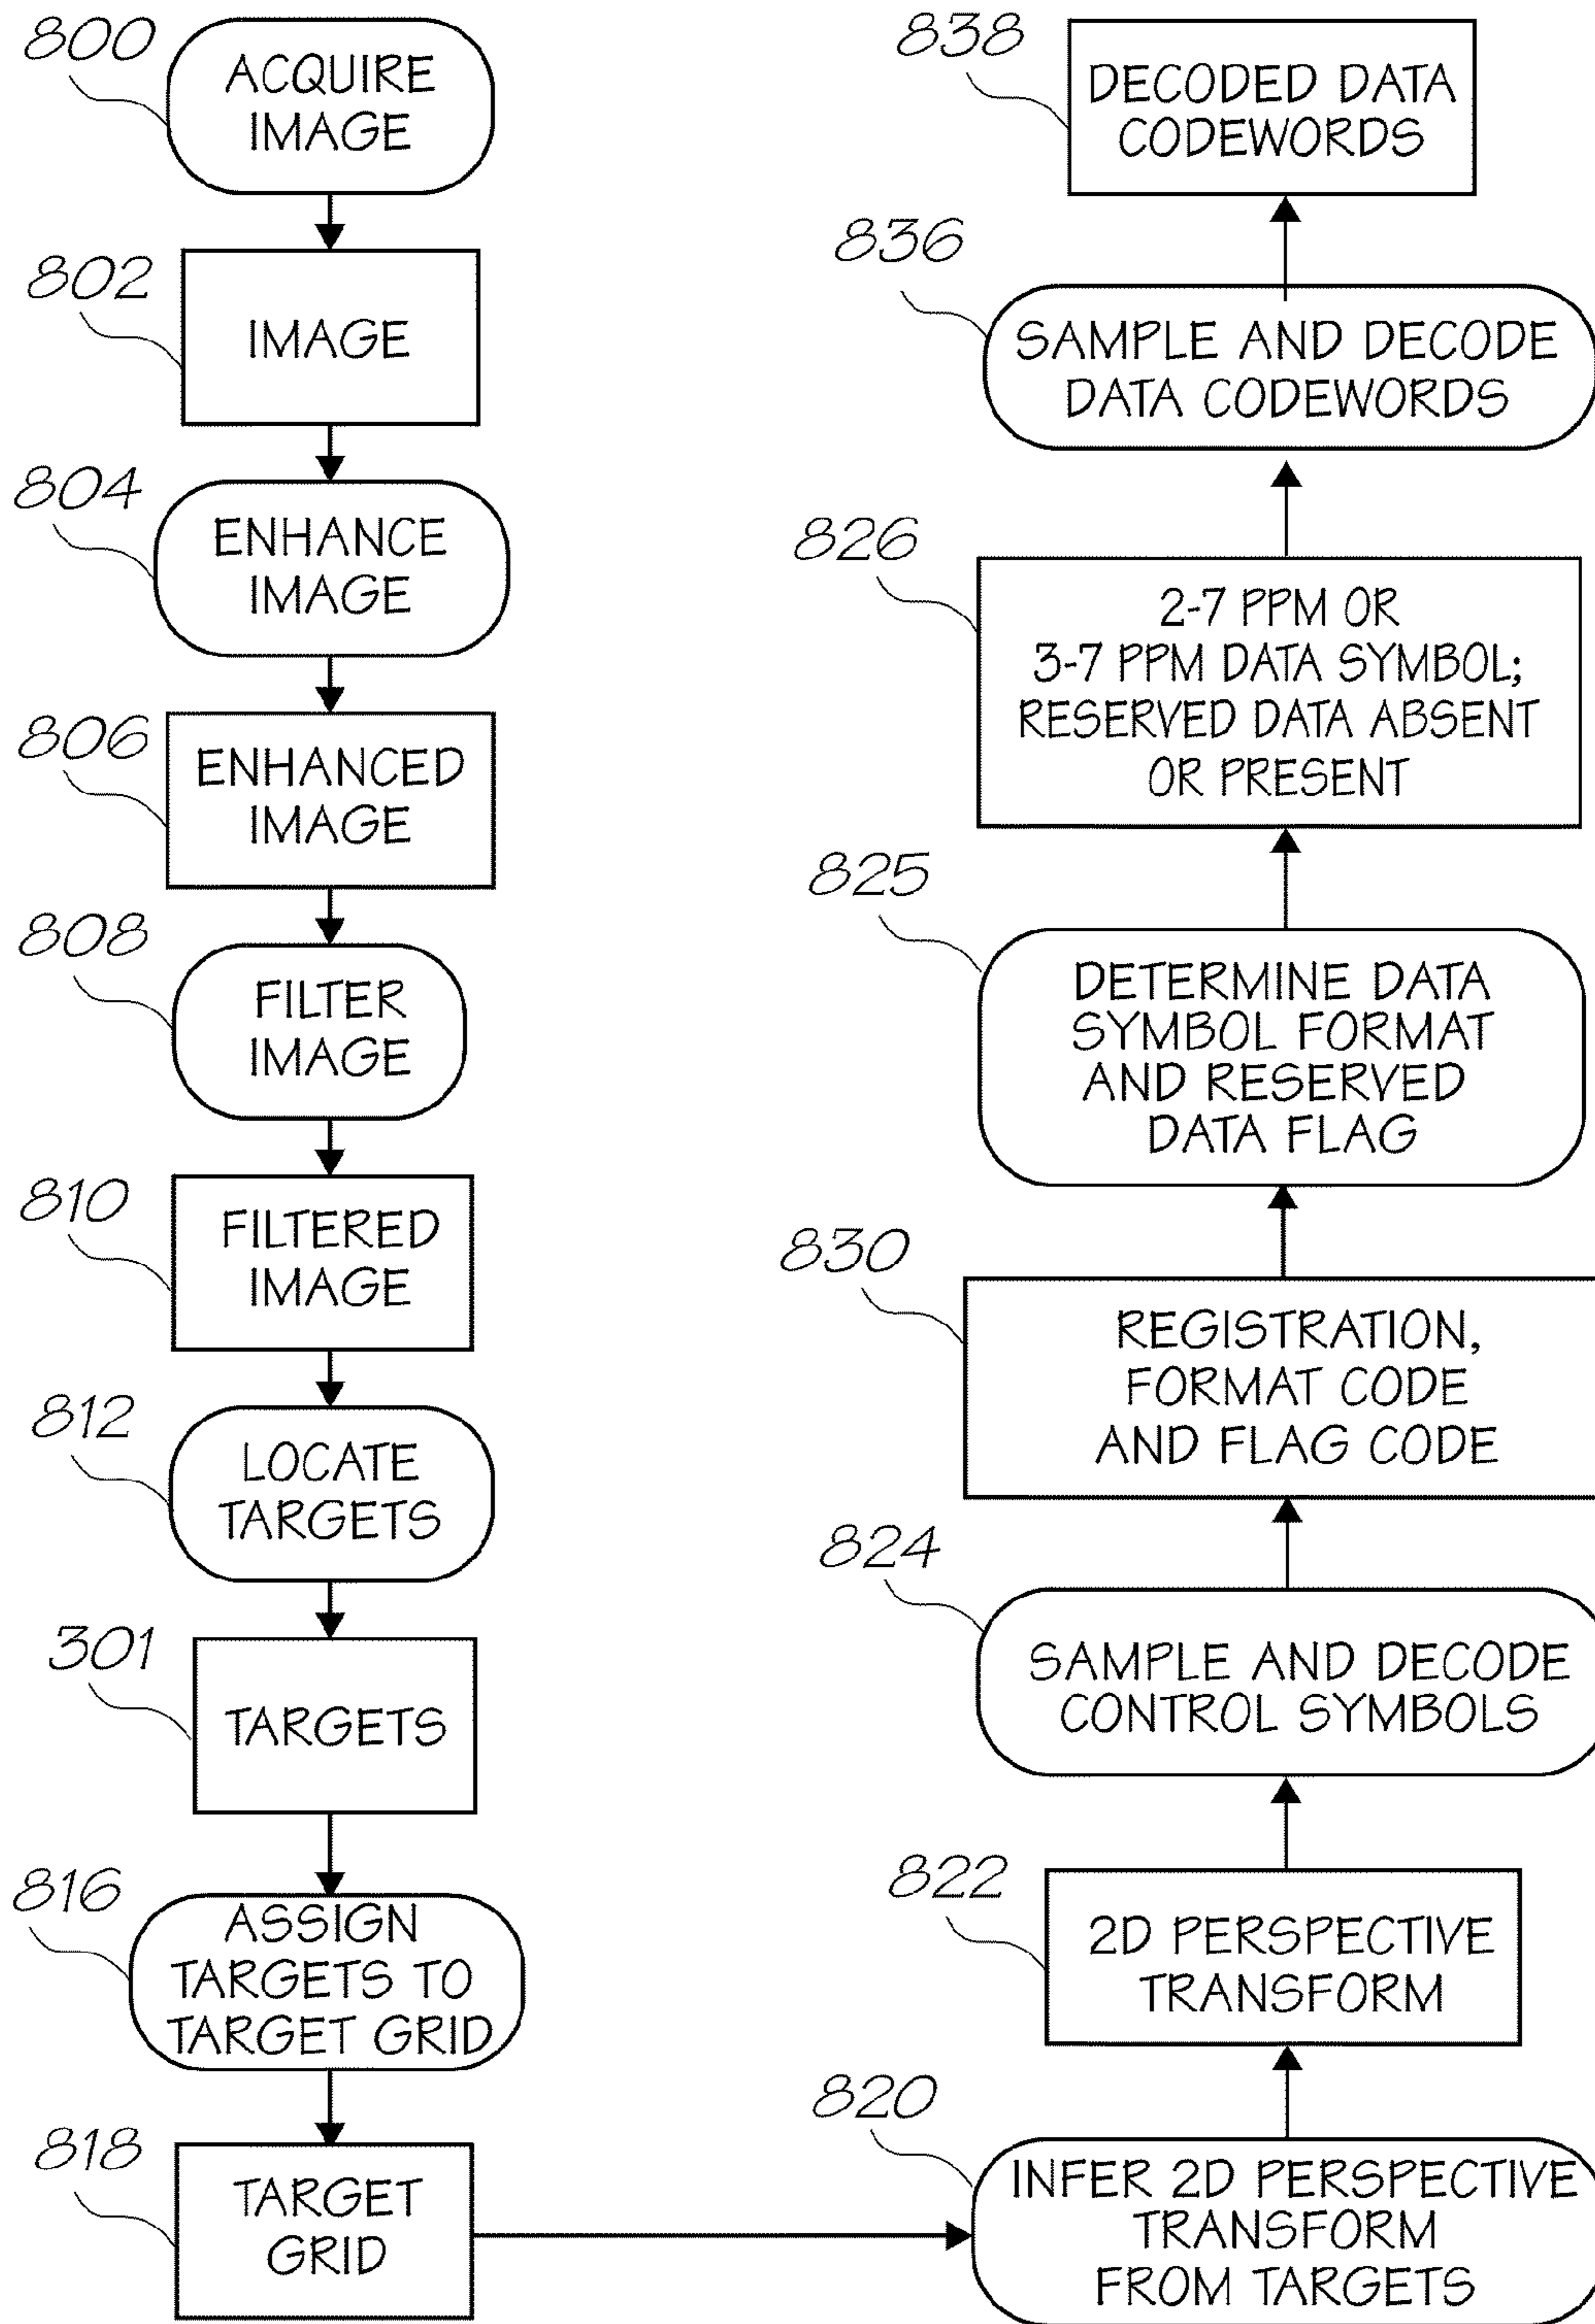 800
ACQUIRE
IMAGE
802
IMAGE
804
ENHANCE
IMAGE
806
ENHANCED
IMAGE
808
FILTER
IMAGE
810
FILTERED
IMAGE
812
LOCATE
TARGETS
301
TARGETS
816
ASSIGN
TARGETS TO
TARGET GRID
818
TARGET
GRID
838
DECODED DATA
CODEWORDS
836
SAMPLE AND DECODE
DATA CODEWORDS
826
2-7 PPM OR
3-7 PPM DATA SYMBOL;
RESERVED DATA ABSENT
OR PRESENT
825
DETERMINE DATA
SYMBOL FORMAT
AND RESERVED
DATA FLAG
830
REGISTRATION,
FORMAT CODE
AND FLAG CODE
824
SAMPLE AND DECODE
CONTROL SYMBOLS
822
2D PERSPECTIVE
TRANSFORM
820
INFER 2D PERSPECTIVE
TRANSFORM
FROM TARGETS